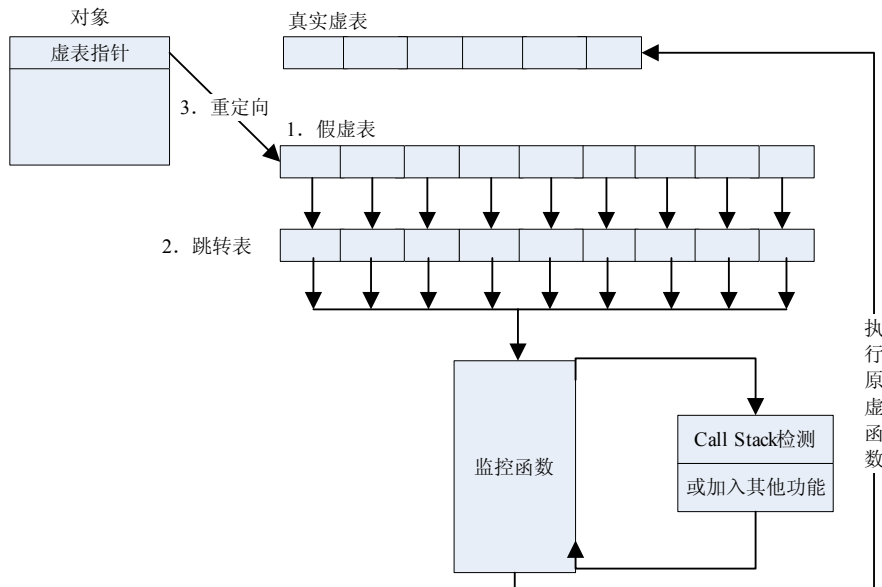 对象
真实虚表
虚表指针
3．重定向
1．假虚表
2．跳转表
执行原虚函数
监控函数
Call Stack检测
或加入其他功能